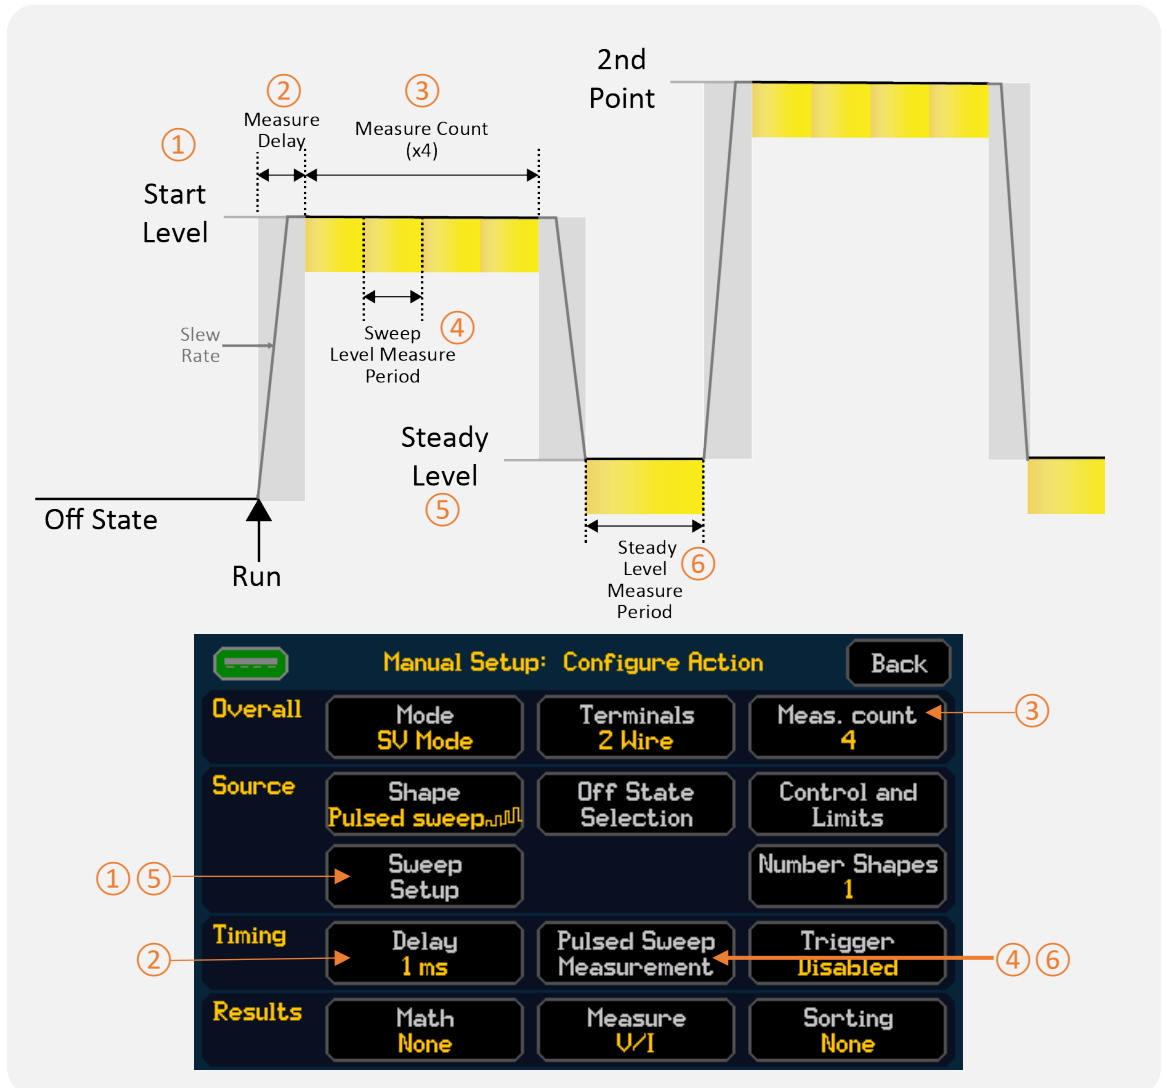 2nd
Point
②
③
Measure
Delay
Measure Count
(x4)
①
Start
Level
Slew
Rate
④
Sweep
Level Measure
Period
Steady
Level
⑤
Off State
Run
Steady
Level
Measure
Period
⑥
Manual Setup: Configure Action
Back
Overall
Mode
SV Mode
Terminals
2 Wire
Meas. count
4
③
Source
Shape
Pulsed sweep
Off State
Selection
Control and
Limits
① ⑤
Sweep
Setup
Number Shapes
1
Timing
②
Delay
1 ms
Pulsed Sweep
Measurement
Trigger
Disabled
④ ⑥
Results
Math
None
Measure
V/I
Sorting
None